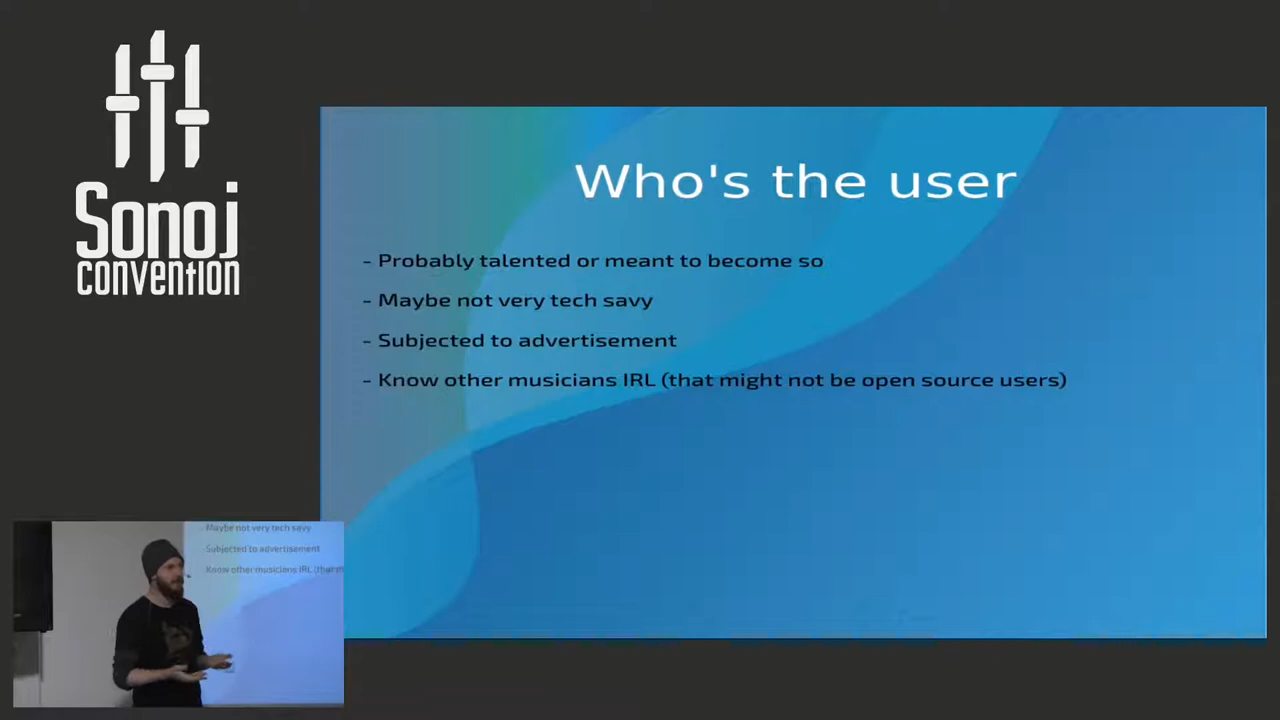 Sonoj
convention
Who's the user
- Probably talented or meant to become so
- Maybe not very tech savy
- Subjected to advertisement
- Know other musicians IRL (that might not be open source users)
- Maybe not very tech savy
- Subjected to advertisement
- Know other musicians IRL (that m